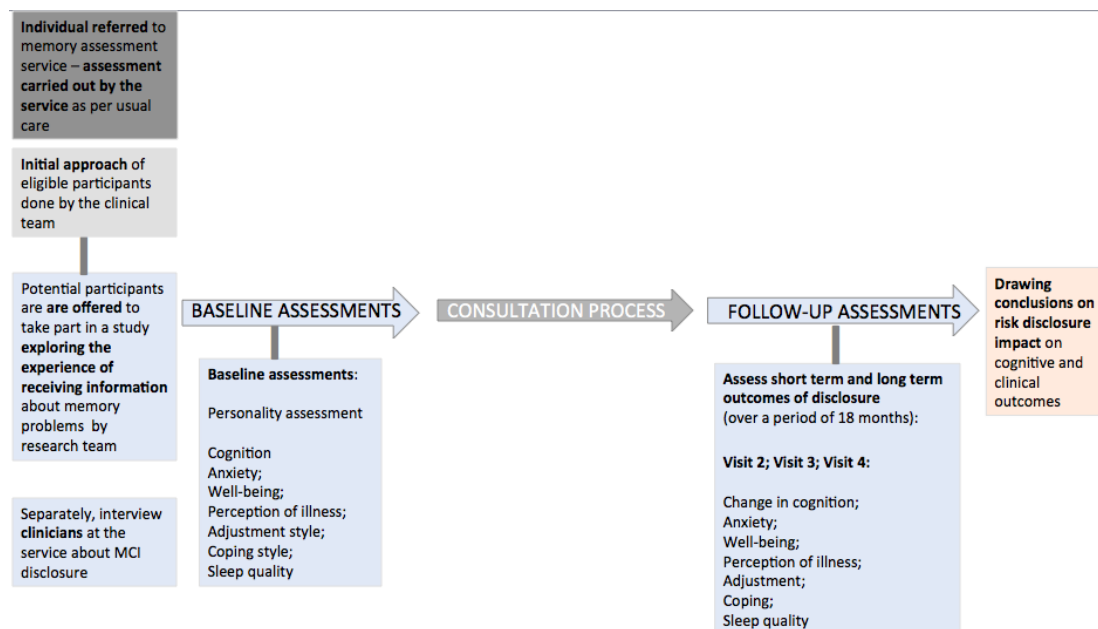 Individual referred to
memory assessment
service – assessment
carried out by the
service as per usual
care
Initial approach of
eligible participants
done by the clinical
team
Potential participants
are are offered to
take part in a study
exploring the
experience of
receiving information
about memory
problems by
research team
Separately, interview
clinicians at the
service about MCI
disclosure
BASELINE ASSESSMENTS
Baseline assessments:
Personality assessment
Cognition
Anxiety;
Well-being;
Perception of illness;
Adjustment style;
Coping style;
Sleep quality
CONSULTATION PROCESS
FOLLOW-UP ASSESSMENTS
Assess short term and long term
outcomes of disclosure
(over a period of 18 months):
Visit 2; Visit 3; Visit 4:
Change in cognition;
Anxiety;
Well-being;
Perception of illness;
Adjustment;
Coping;
Sleep quality
Drawing
conclusions on
risk disclosure
impact on
cognitive and
clinical
outcomes